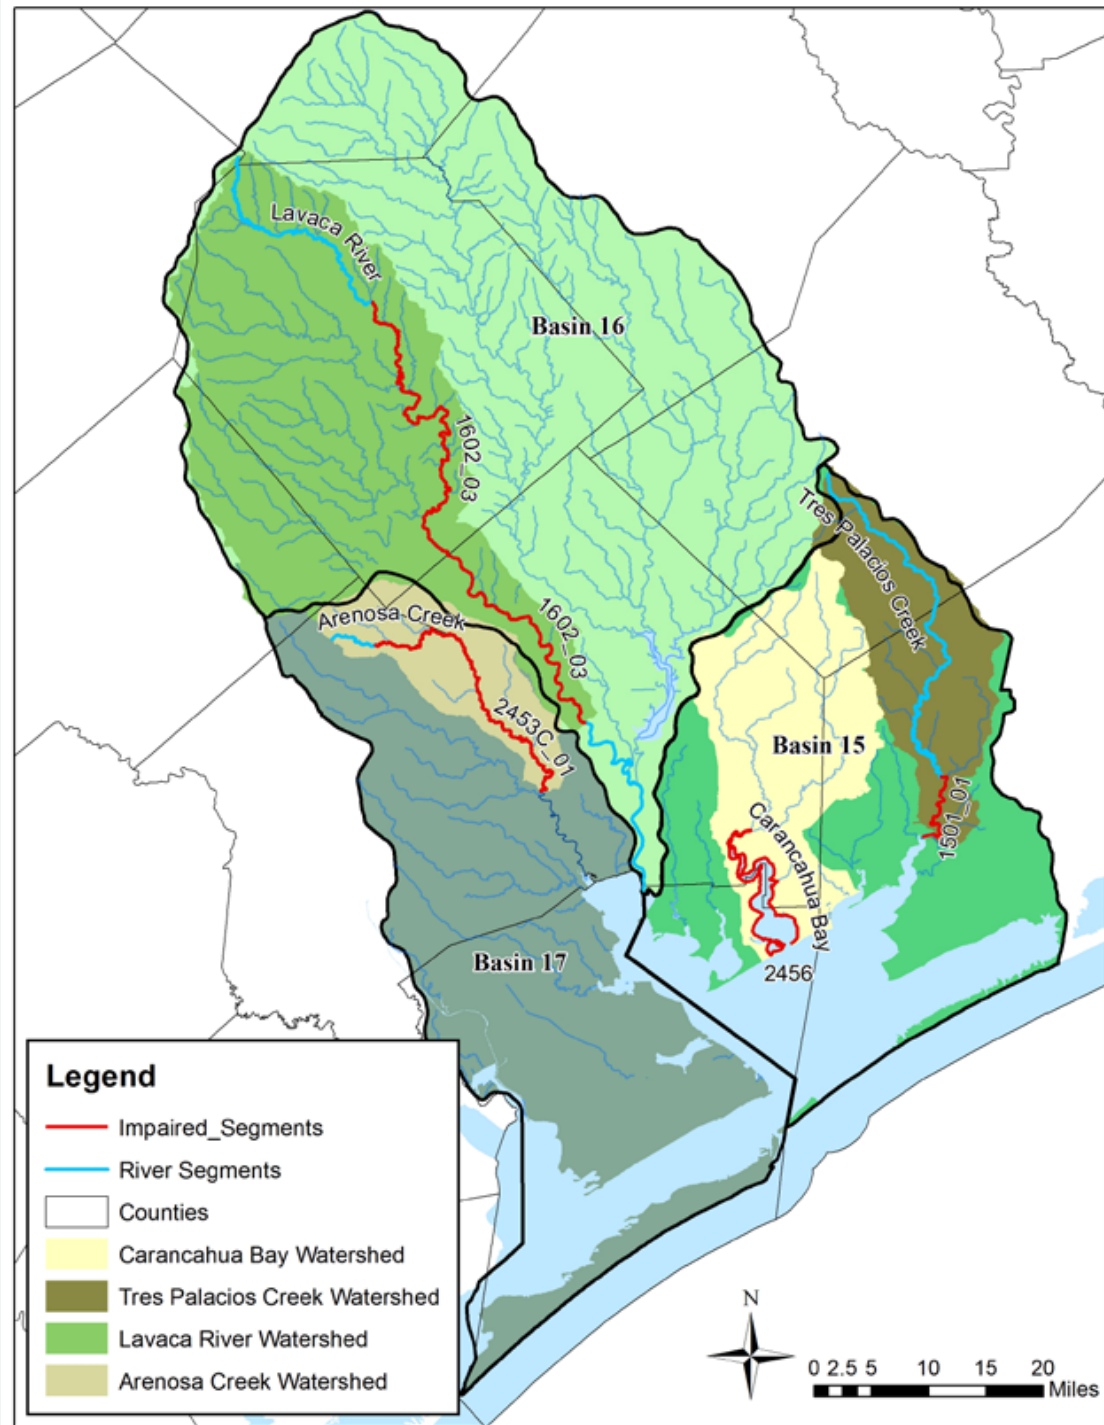 Lavaca River
Basin 16
1602_03
Tres Palacios Creek
1602_03
Arenosa Creek
2453C_01
Basin 15
1501_01
Carancahua Bay
2456
Basin 17
Legend
Impaired_Segments
River Segments
Counties
Carancahua Bay Watershed
Tres Palacios Creek Watershed
Lavaca River Watershed
Arenosa Creek Watershed
N
0 2.5 5 10 15 20
Miles